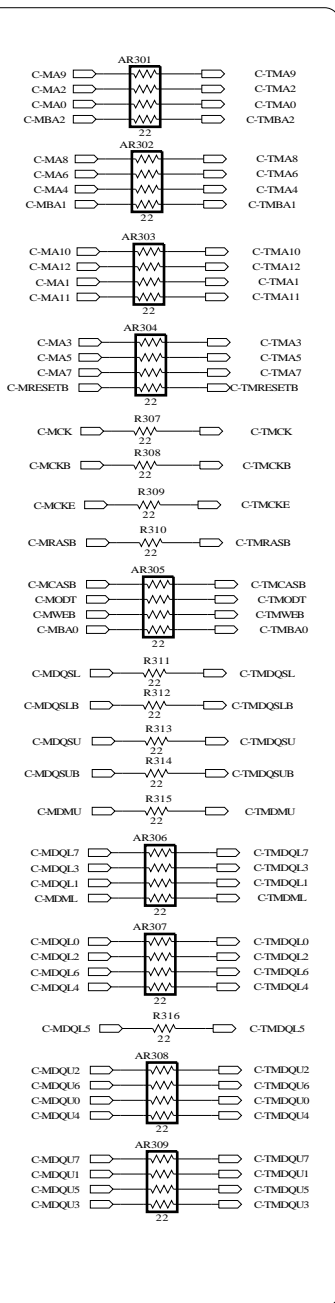 AR301
C-MA9 C-TMA9
C-MA2 C-TMA2
C-MA0 C-TMA0
C-MBA2 C-TMBA2
22
AR302
C-MA8 C-TMA8
C-MA6 C-TMA6
C-MA4 C-TMA4
C-MBA1 C-TMBA1
22
AR303
C-MA10 C-TMA10
C-MA12 C-TMA12
C-MA1 C-TMA1
C-MA11 C-TMA11
22
AR304
C-MA3 C-TMA3
C-MA5 C-TMA5
C-MA7 C-TMA7
C-MRESETB C-TMRESETB
22
R307
C-MCK C-TMCK
22
R308
C-MCKB C-TMCKB
22
R309
C-MCKE C-TMCKE
22
R310
C-MRASB C-TMRASB
22
AR305
C-MCASB C-TMCASB
C-MODT C-TMODT
C-MWEB C-TMWEB
C-MBA0 C-TMBA0
22
R311
C-MDQSL C-TMDQSL
22
R312
C-MDQSLB C-TMDQSLB
22
R313
C-MDQSU C-TMDQSU
22
R314
C-MDQSUB C-TMDQSUB
22
R315
C-MDMU C-TMDMU
22
AR306
C-MDQL7 C-TMDQL7
C-MDQL3 C-TMDQL3
C-MDQL1 C-TMDQL1
C-MDML C-TMDML
22
AR307
C-MDQL0 C-TMDQL0
C-MDQL2 C-TMDQL2
C-MDQL6 C-TMDQL6
C-MDQL4 C-TMDQL4
22
R316
C-MDQL5 C-TMDQL5
22
AR308
C-MDQU2 C-TMDQU2
C-MDQU6 C-TMDQU6
C-MDQU0 C-TMDQU0
C-MDQU4 C-TMDQU4
22
AR309
C-MDQU7 C-TMDQU7
C-MDQU1 C-TMDQU1
C-MDQU5 C-TMDQU5
C-MDQU3 C-TMDQU3
22